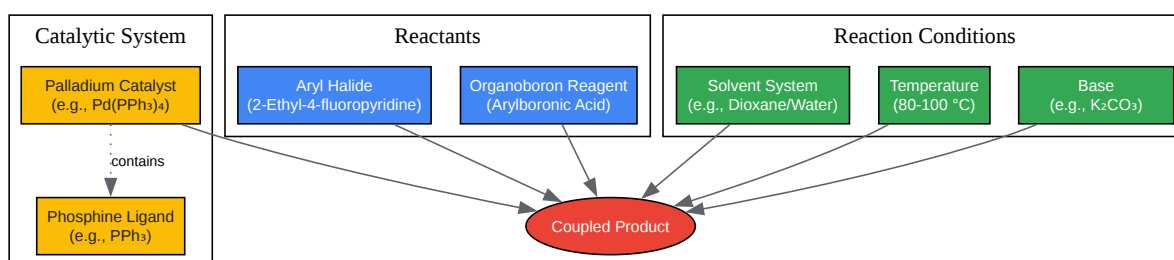 Catalytic System
Palladium Catalyst
(e.g., Pd(PPh₃)₄)
contains
Phosphine Ligand
(e.g., PPh₃)
Reactants
Aryl Halide
(2-Ethyl-4-fluoropyridine)
Organoboron Reagent
(Arylboronic Acid)
Reaction Conditions
Solvent System
(e.g., Dioxane/Water)
Temperature
(80-100 °C)
Base
(e.g., K₂CO₃)
Coupled Product